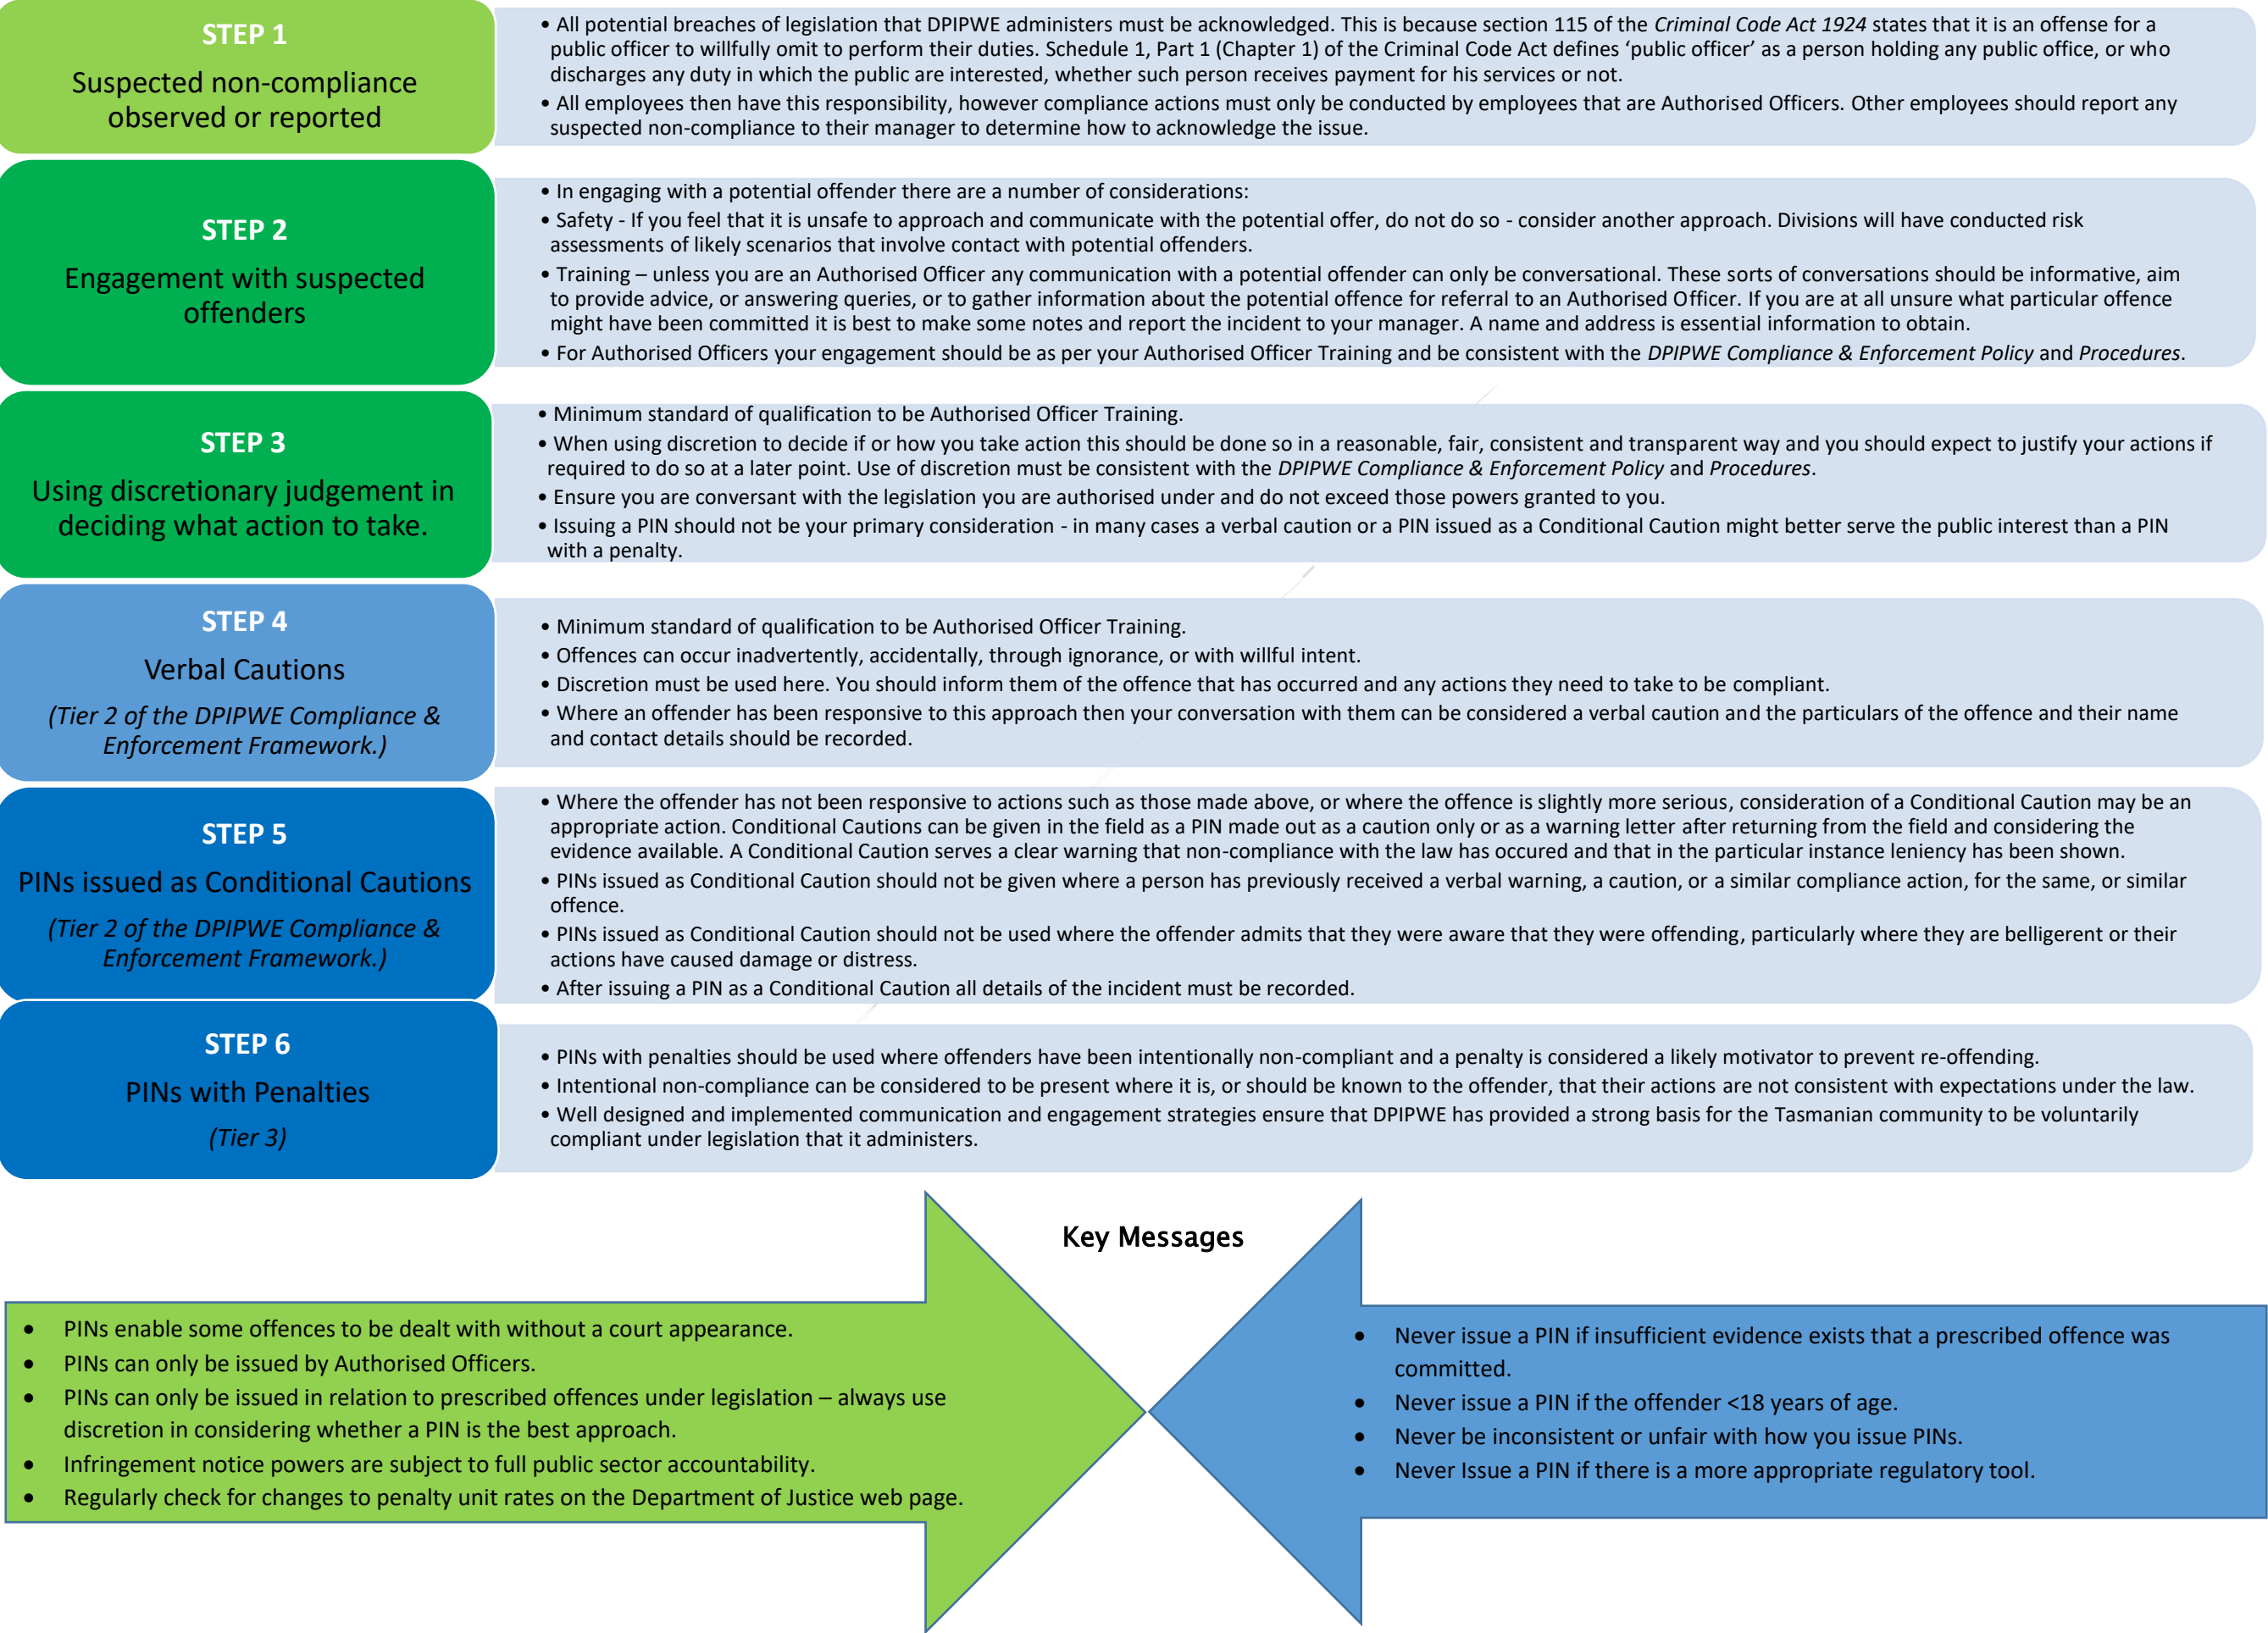 STEP 1
Suspected non-compliance
observed or reported
• All potential breaches of legislation that DPIPWE administers must be acknowledged. This is because section 115 of the Criminal Code Act 1924 states that it is an offense for a
public officer to willfully omit to perform their duties. Schedule 1, Part 1 (Chapter 1) of the Criminal Code Act defines ‘public officer’ as a person holding any public office, or who
discharges any duty in which the public are interested, whether such person receives payment for his services or not.
• All employees then have this responsibility, however compliance actions must only be conducted by employees that are Authorised Officers. Other employees should report any
suspected non-compliance to their manager to determine how to acknowledge the issue.
STEP 2
Engagement with suspected
offenders
• In engaging with a potential offender there are a number of considerations:
• Safety - If you feel that it is unsafe to approach and communicate with the potential offer, do not do so - consider another approach. Divisions will have conducted risk
assessments of likely scenarios that involve contact with potential offenders.
• Training – unless you are an Authorised Officer any communication with a potential offender can only be conversational. These sorts of conversations should be informative, aim
to provide advice, or answering queries, or to gather information about the potential offence for referral to an Authorised Officer. If you are at all unsure what particular offence
might have been committed it is best to make some notes and report the incident to your manager. A name and address is essential information to obtain.
• For Authorised Officers your engagement should be as per your Authorised Officer Training and be consistent with the DPIPWE Compliance & Enforcement Policy and Procedures.
STEP 3
Using discretionary judgement in
deciding what action to take.
• Minimum standard of qualification to be Authorised Officer Training.
• When using discretion to decide if or how you take action this should be done so in a reasonable, fair, consistent and transparent way and you should expect to justify your actions if
required to do so at a later point. Use of discretion must be consistent with the DPIPWE Compliance & Enforcement Policy and Procedures.
• Ensure you are conversant with the legislation you are authorised under and do not exceed those powers granted to you.
• Issuing a PIN should not be your primary consideration - in many cases a verbal caution or a PIN issued as a Conditional Caution might better serve the public interest than a PIN
with a penalty.
STEP 4
Verbal Cautions
(Tier 2 of the DPIPWE Compliance &
Enforcement Framework.)
• Minimum standard of qualification to be Authorised Officer Training.
• Offences can occur inadvertently, accidentally, through ignorance, or with willful intent.
• Discretion must be used here. You should inform them of the offence that has occurred and any actions they need to take to be compliant.
• Where an offender has been responsive to this approach then your conversation with them can be considered a verbal caution and the particulars of the offence and their name
and contact details should be recorded.
STEP 5
PINs issued as Conditional Cautions
(Tier 2 of the DPIPWE Compliance &
Enforcement Framework.)
• Where the offender has not been responsive to actions such as those made above, or where the offence is slightly more serious, consideration of a Conditional Caution may be an
appropriate action. Conditional Cautions can be given in the field as a PIN made out as a caution only or as a warning letter after returning from the field and considering the
evidence available. A Conditional Caution serves a clear warning that non-compliance with the law has occured and that in the particular instance leniency has been shown.
• PINs issued as Conditional Caution should not be given where a person has previously received a verbal warning, a caution, or a similar compliance action, for the same, or similar
offence.
• PINs issued as Conditional Caution should not be used where the offender admits that they were aware that they were offending, particularly where they are belligerent or their
actions have caused damage or distress.
• After issuing a PIN as a Conditional Caution all details of the incident must be recorded.
STEP 6
PINs with Penalties
(Tier 3)
• PINs with penalties should be used where offenders have been intentionally non-compliant and a penalty is considered a likely motivator to prevent re-offending.
• Intentional non-compliance can be considered to be present where it is, or should be known to the offender, that their actions are not consistent with expectations under the law.
• Well designed and implemented communication and engagement strategies ensure that DPIPWE has provided a strong basis for the Tasmanian community to be voluntarily
compliant under legislation that it administers.
Key Messages
• PINs enable some offences to be dealt with without a court appearance.
• PINs can only be issued by Authorised Officers.
• PINs can only be issued in relation to prescribed offences under legislation – always use
discretion in considering whether a PIN is the best approach.
• Infringement notice powers are subject to full public sector accountability.
• Regularly check for changes to penalty unit rates on the Department of Justice web page.
• Never issue a PIN if insufficient evidence exists that a prescribed offence was
committed.
• Never issue a PIN if the offender <18 years of age.
• Never be inconsistent or unfair with how you issue PINs.
• Never Issue a PIN if there is a more appropriate regulatory tool.